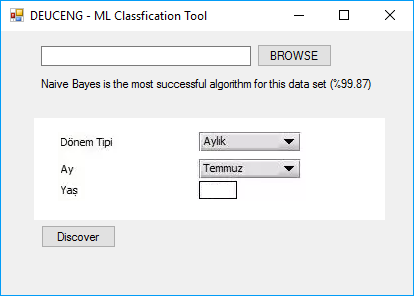 DEUCENG - ML Classfication Tool
BROWSE
Naive Bayes is the most successful algorithm for this data set (%99.87)
Dönem Tipi Aylık
Ay Temmuz
Yaş
Discover